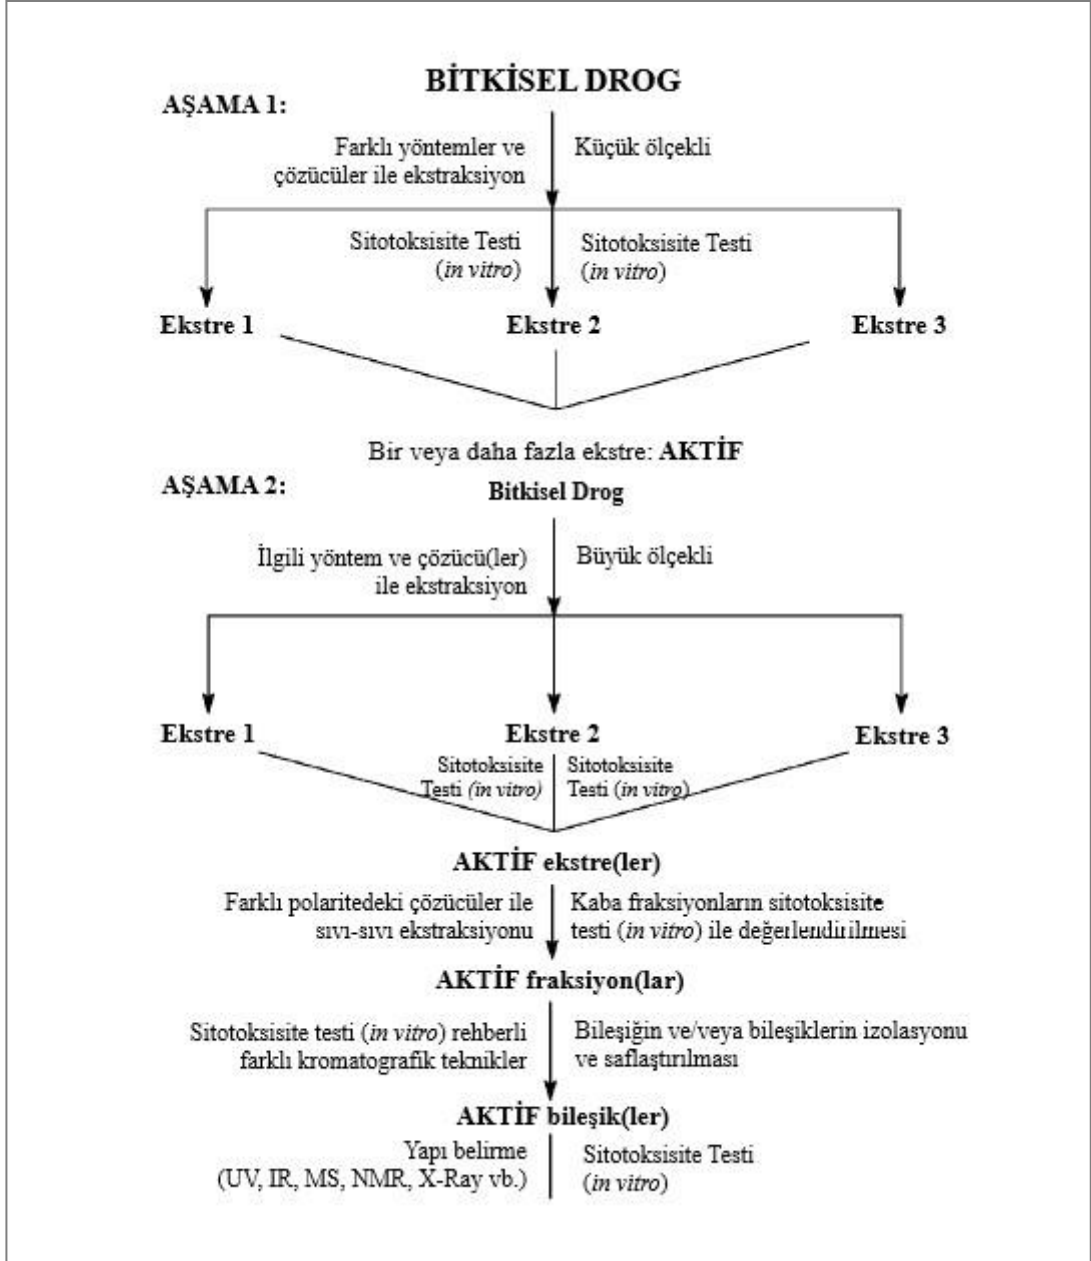 BİTKİSEL DROG
AŞAMA 1:
Farklı yöntemler ve
çözücüler ile ekstraksiyon
Küçük ölçekli
Sitotoksisite Testi
(in vitro)
Sitotoksisite Testi
(in vitro)
Ekstre 1
Ekstre 2
Ekstre 3
Bir veya daha fazla ekstre: AKTİF
AŞAMA 2:
Bitkisel Drog
İlgili yöntem ve çözücü(ler)
ile ekstraksiyon
Büyük ölçekli
Ekstre 1
Ekstre 2
Ekstre 3
Sitotoksisite
Testi (in vitro)
Sitotoksisite
Testi (in vitro)
AKTİF ekstre(ler)
Farklı polaritedeki çözücüler ile
sıvı-sıvı ekstraksiyonu
Kaba fraksiyonların sitotoksisite
testi (in vitro) ile değerlendirilmesi
AKTİF fraksiyon(lar)
Sitotoksisite testi (in vitro) rehberli
farklı kromatografik teknikler
Bileşiğin ve/veya bileşiklerin izolasyonu
ve saflaştırılması
AKTİF bileşik(ler)
Yapı belirme
(UV, IR, MS, NMR, X-Ray vb.)
Sitotoksisite Testi
(in vitro)